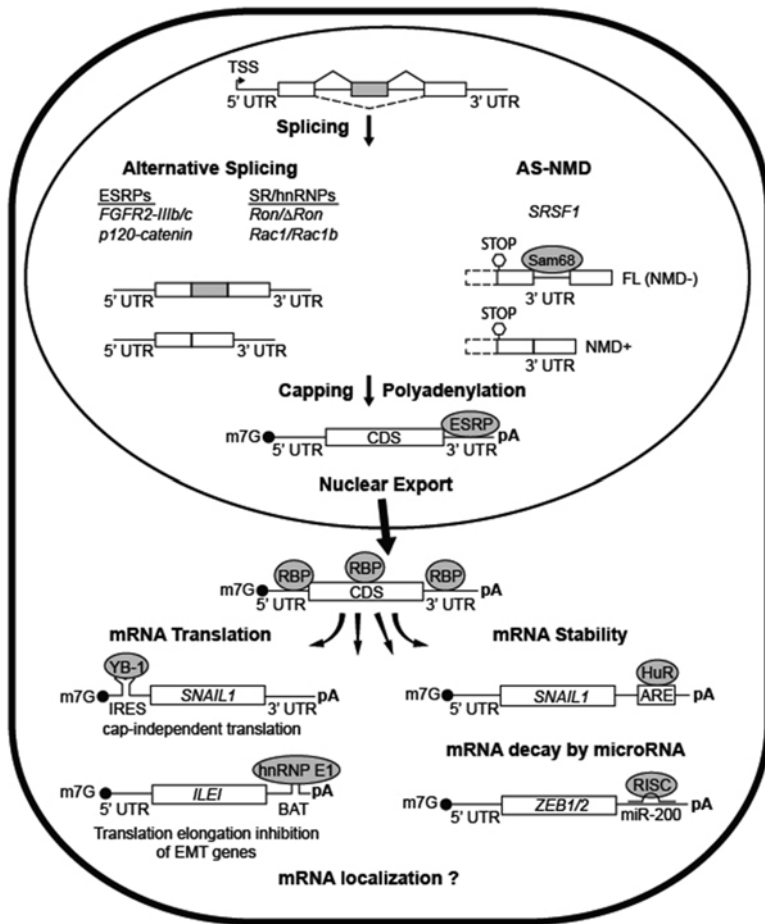 TSS
5' UTR 3' UTR
Splicing
Alternative Splicing
ESRPs SR/hnRNPs
FGFR2-IIIb/c Ron/ΔRon
p120-catenin Rac1/Rac1b
5' UTR 3' UTR
5' UTR 3' UTR
AS-NMD
SRSF1
STOP
Sam68
FL (NMD-)
3' UTR
STOP
NMD+
3' UTR
Capping Polyadenylation
ESRP
m7G CDS pA
5' UTR 3' UTR
Nuclear Export
RBP RBP RBP
m7G CDS pA
5' UTR 3' UTR
mRNA Translation
YB-1
m7G SNAIL1 pA
IRES 3' UTR
cap-independent translation
hnRNP E1
m7G ILEI pA
5' UTR BAT
Translation elongation inhibition
of EMT genes
mRNA Stability
HuR
m7G SNAIL1 ARE pA
5' UTR
mRNA decay by microRNA
RISC
m7G ZEB1/2 pA
5' UTR miR-200
mRNA localization ?